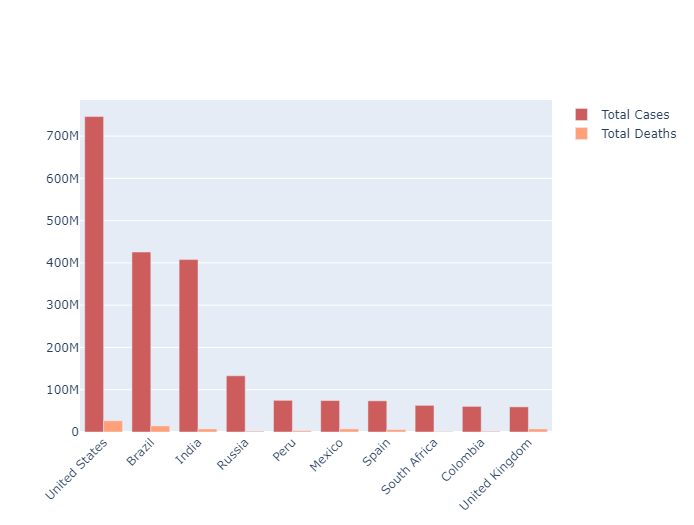 Total Cases
Total Deaths
700M
600M
500M
400M
300M
200M
100M
0
United States
Brazil
India
Russia
Peru
Mexico
Spain
South Africa
Colombia
United Kingdom